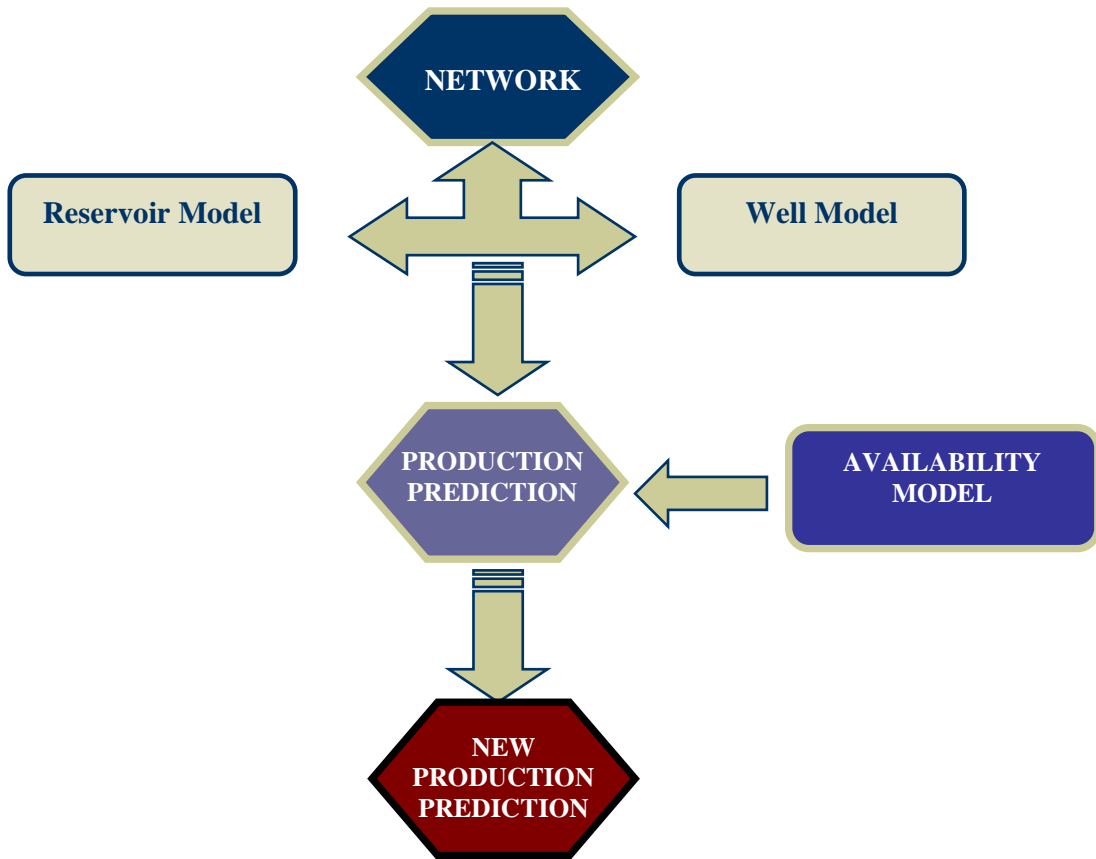 NETWORK
Reservoir Model
Well Model
PRODUCTION
PREDICTION
AVAILABILITY
MODEL
NEW
PRODUCTION
PREDICTION